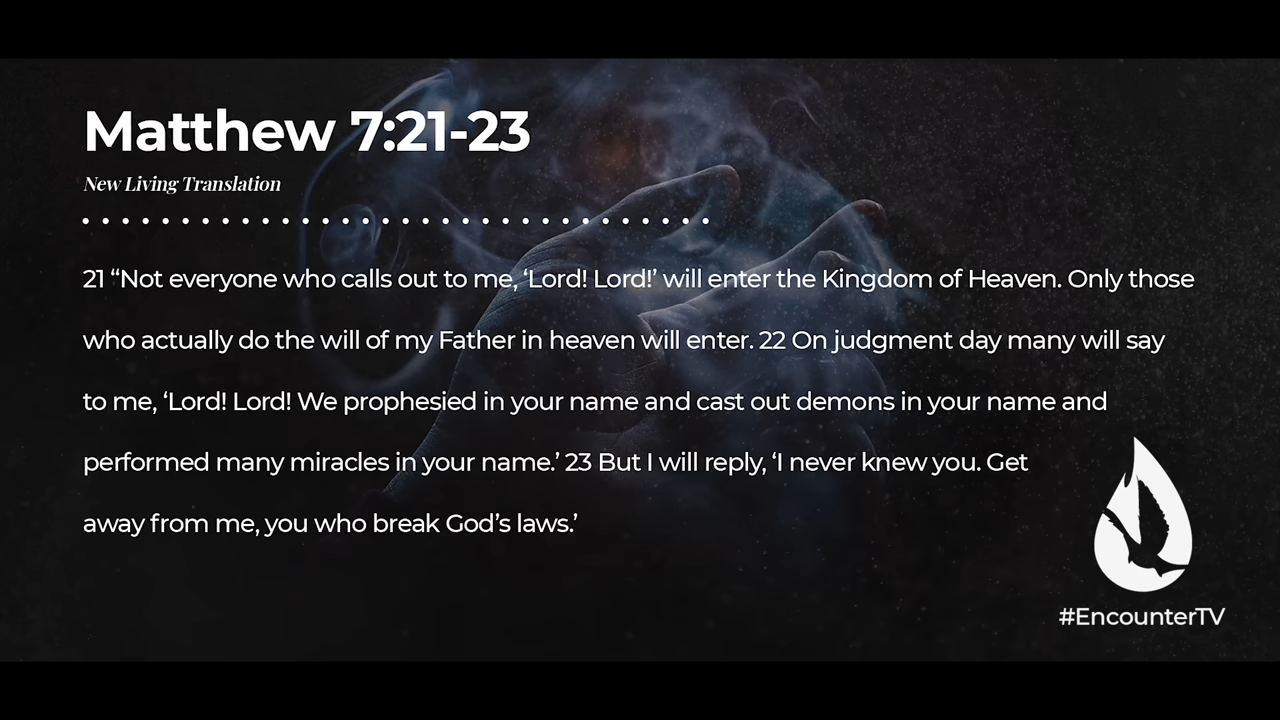 Matthew 7:21-23
New Living Translation
21 “Not everyone who calls out to me, ‘Lord! Lord!’ will enter the Kingdom of Heaven. Only those
who actually do the will of my Father in heaven will enter. 22 On judgment day many will say
to me, ‘Lord! Lord! We prophesied in your name and cast out demons in your name and
performed many miracles in your name.’ 23 But I will reply, ‘I never knew you. Get
away from me, you who break God’s laws.’
#EncounterTV